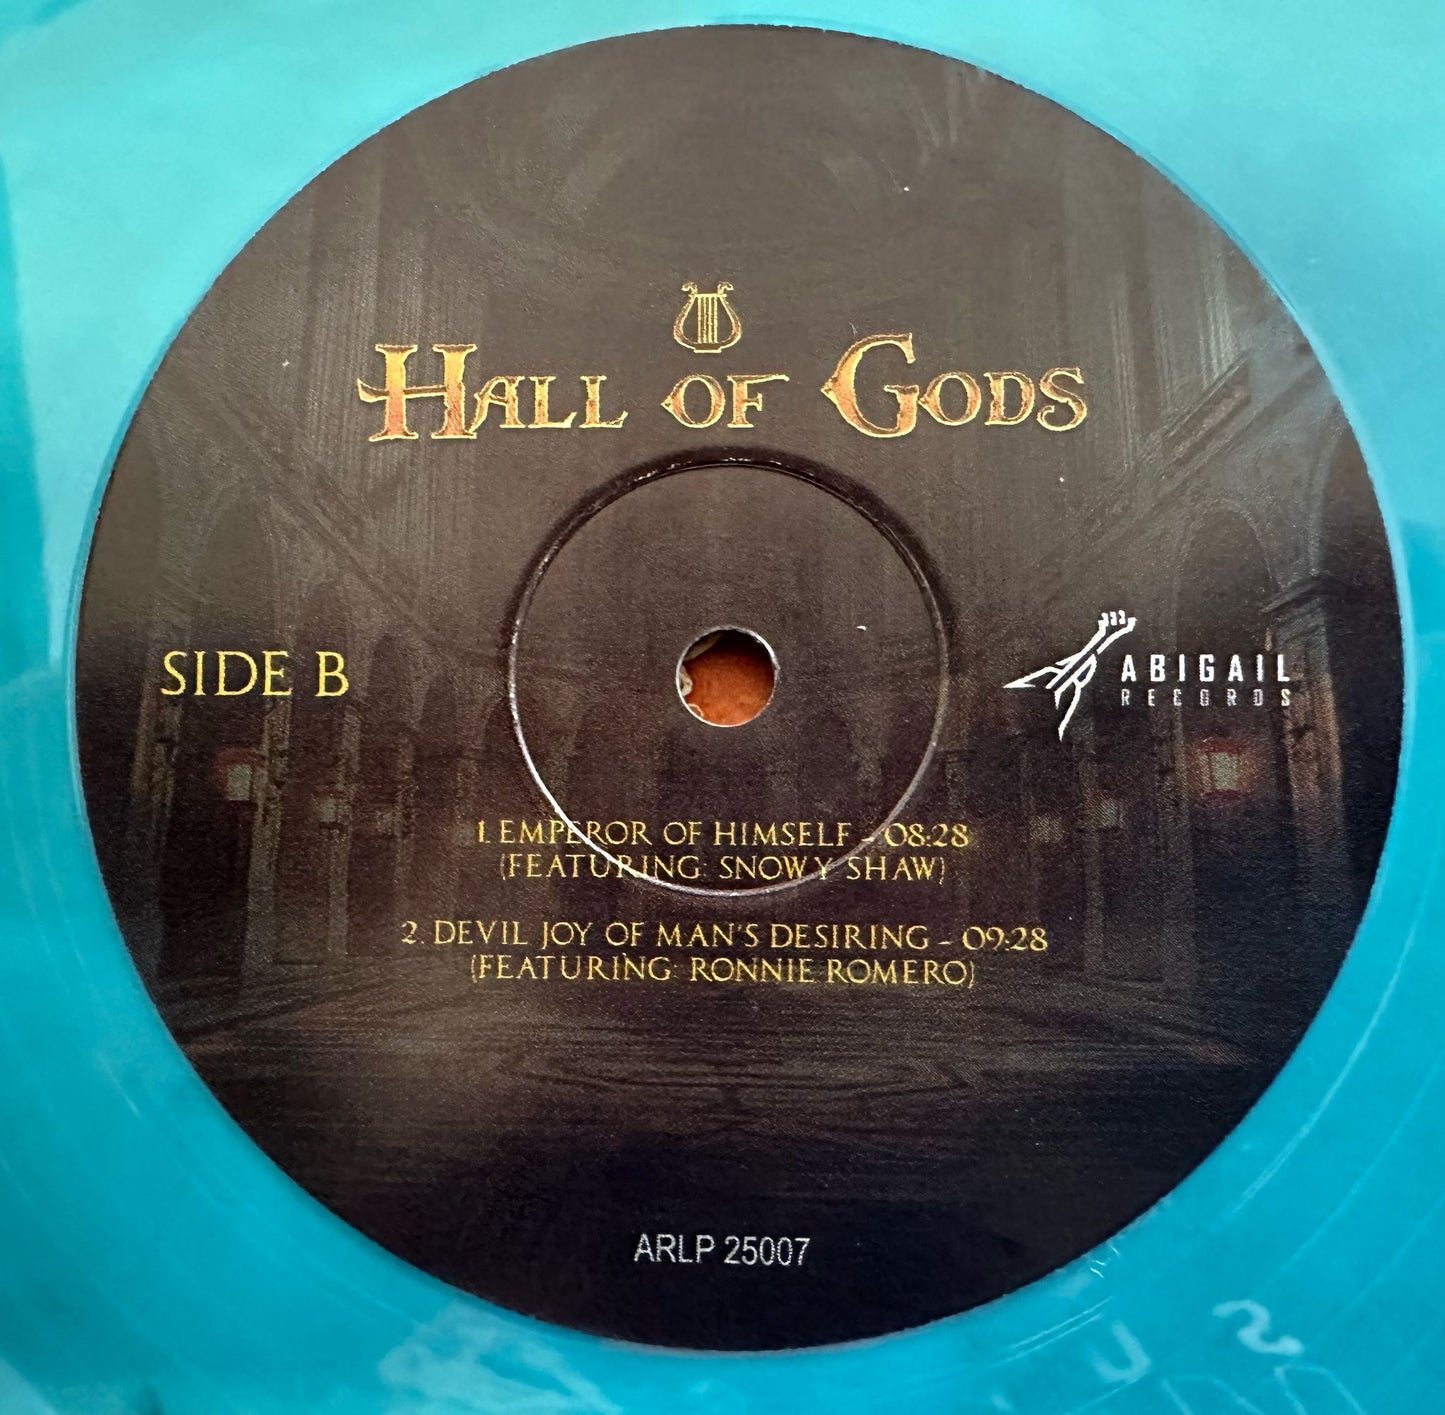 HALL OF GODS
SIDE B
ABIGAIL
RECORDS
1. EMPEROR OF HIMSELF - 08:28
(FEATURING: SNOWY SHAW)
2. DEVIL JOY OF MAN'S DESIRING - 09:28
(FEATURING: RONNIE ROMERO)
ARLP 25007